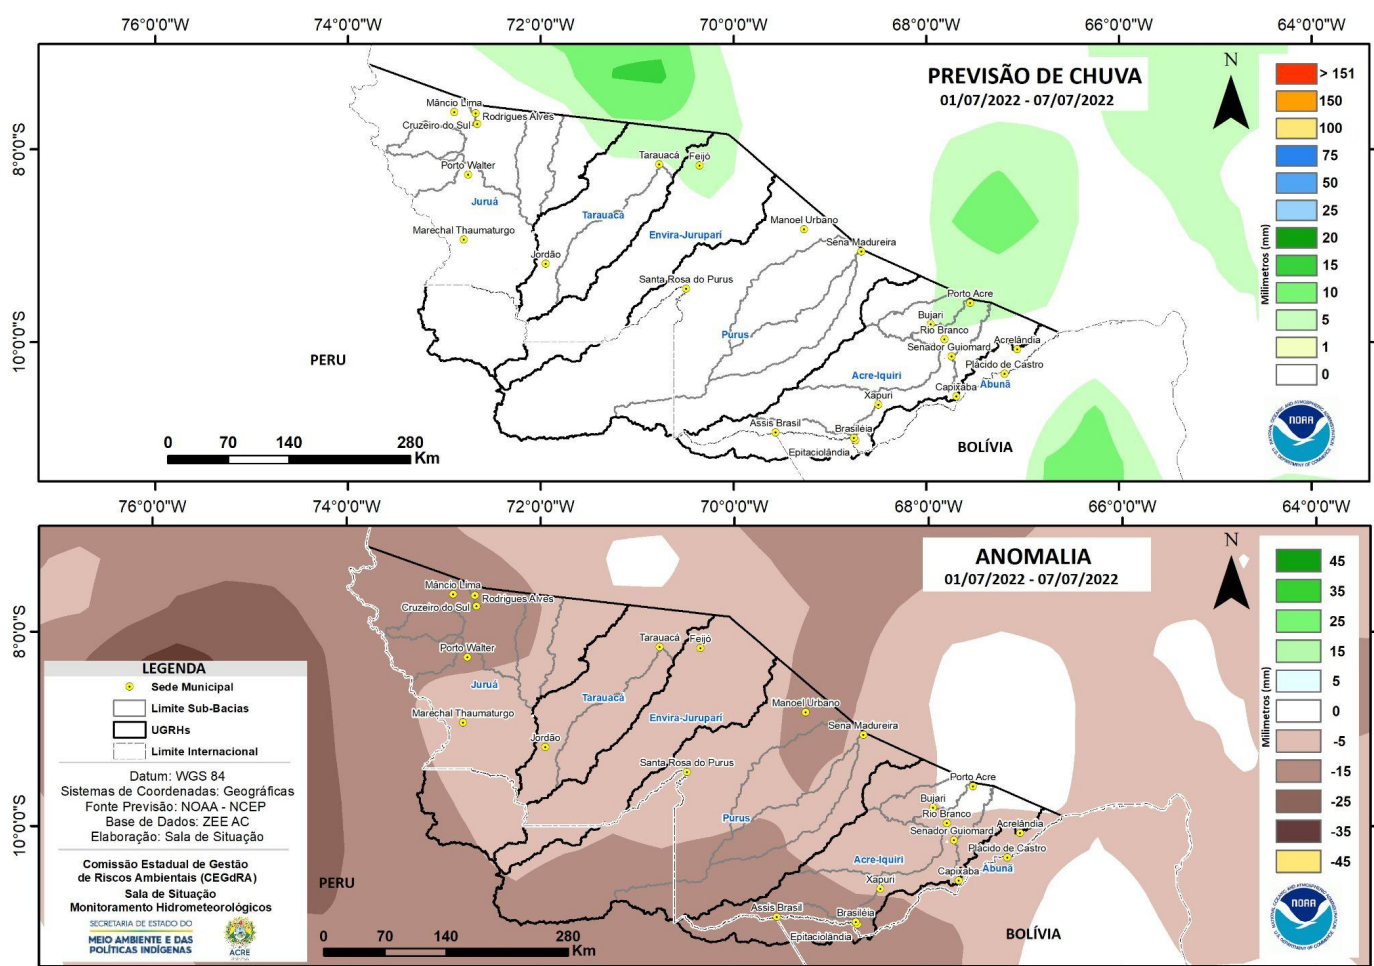 76°0'0"W
74°0'0"W
72°0'0"W
70°0'0"W
68°0'0"W
66°0'0"W
64°0'0"W
8°0'0"S
10°0'0"S
PREVISÃO DE CHUVA
01/07/2022 - 07/07/2022
N
Milimetros (mm)
> 151
150
100
75
50
25
20
15
10
5
1
0
NOAA
Mâncio Lima
Rodrigues Alves
Cruzeiro do Sul
Porto Walter
Juruá
Marechal Thaumaturgo
Jordão
Tarauacá
Feijó
Tarauacá
Envira-Jurupari
Manoel Urbano
Sena Madureira
Santa Rosa do Purus
Purus
Porto Acre
Bujari
Rio Branco
Senador Guiomard
Acrelândia
Plácido de Castro
Abunã
Acre-Iquiri
Capixaba
Xapuri
Assis Brasil
Brasiléia
Epitaciolândia
PERU
BOLÍVIA
0 70 140 280
Km
76°0'0"W
74°0'0"W
72°0'0"W
70°0'0"W
68°0'0"W
66°0'0"W
64°0'0"W
8°0'0"S
10°0'0"S
ANOMALIA
01/07/2022 - 07/07/2022
N
Milimetros (mm)
45
35
25
15
5
0
-5
-15
-25
-35
-45
NOAA
Mâncio Lima
Rodrigues Alves
Cruzeiro do Sul
Porto Walter
Juruá
Marechal Thaumaturgo
Jordão
Tarauacá
Feijó
Tarauacá
Envira-Jurupari
Manoel Urbano
Sena Madureira
Santa Rosa do Purus
Purus
Porto Acre
Bujari
Rio Branco
Senador Guiomard
Acrelândia
Plácido de Castro
Abunã
Acre-Iquiri
Capixaba
Xapuri
Assis Brasil
Brasiléia
Epitaciolândia
PERU
BOLÍVIA
0 70 140 280
Km
LEGENDA
Sede Municipal
Limite Sub-Bacias
UGRHs
Limite Internacional
Datum: WGS 84
Sistemas de Coordenadas: Geográficas
Fonte Previsão: NOAA - NCEP
Base de Dados: ZEE AC
Elaboração: Sala de Situação
Comissão Estadual de Gestão
de Riscos Ambientais (CEGdRA)
Sala de Situação
Monitoramento Hidrometeorológicos
SECRETARIA DE ESTADO DO
MEIO AMBIENTE E DAS
POLÍTICAS INDÍGENAS
ACRE